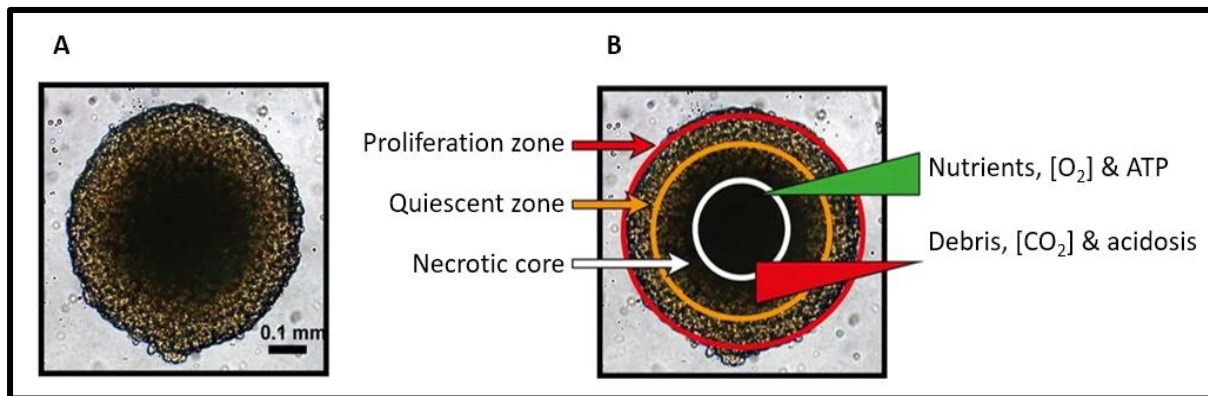 A
B
0.1 mm
Proliferation zone
Quiescent zone
Necrotic core
Nutrients, [O₂] & ATP
Debris, [CO₂] & acidosis